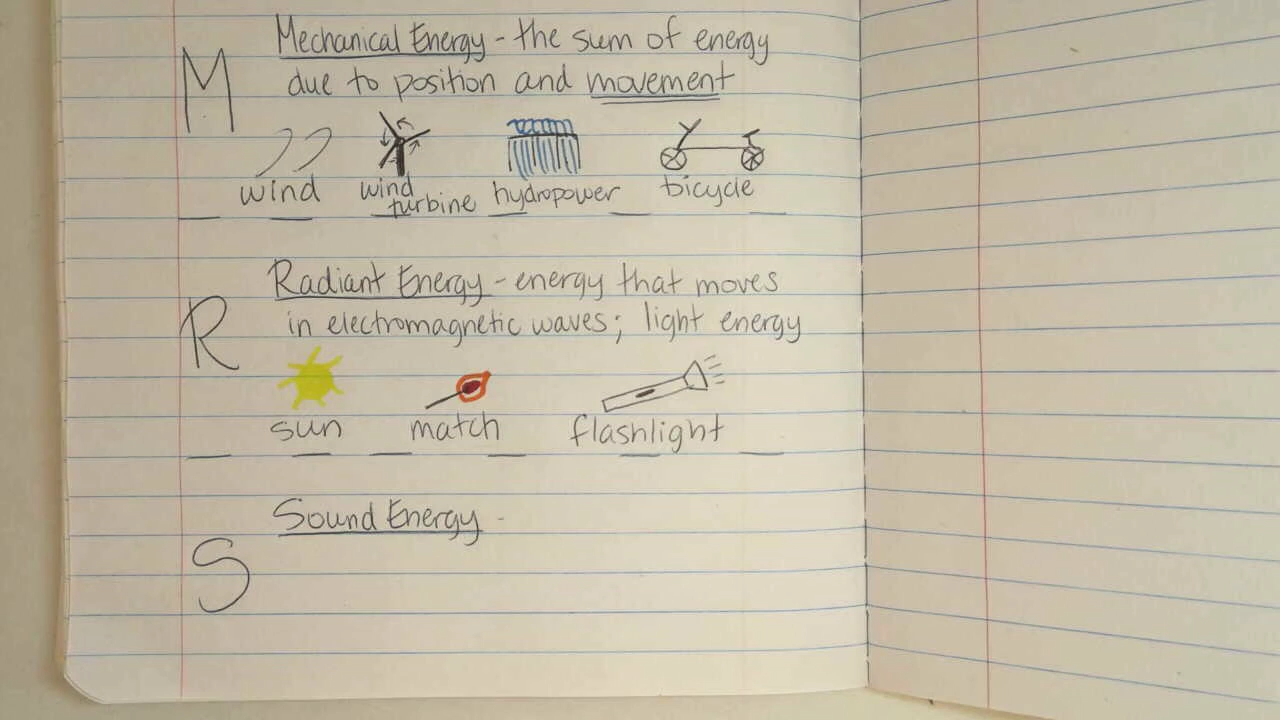 M
Mechanical Energy - the sum of energy
due to position and movement
wind
wind turbine
hydropower
bicycle
R
Radiant Energy - energy that moves
in electromagnetic waves; light energy
sun match flashlight
S
Sound Energy -